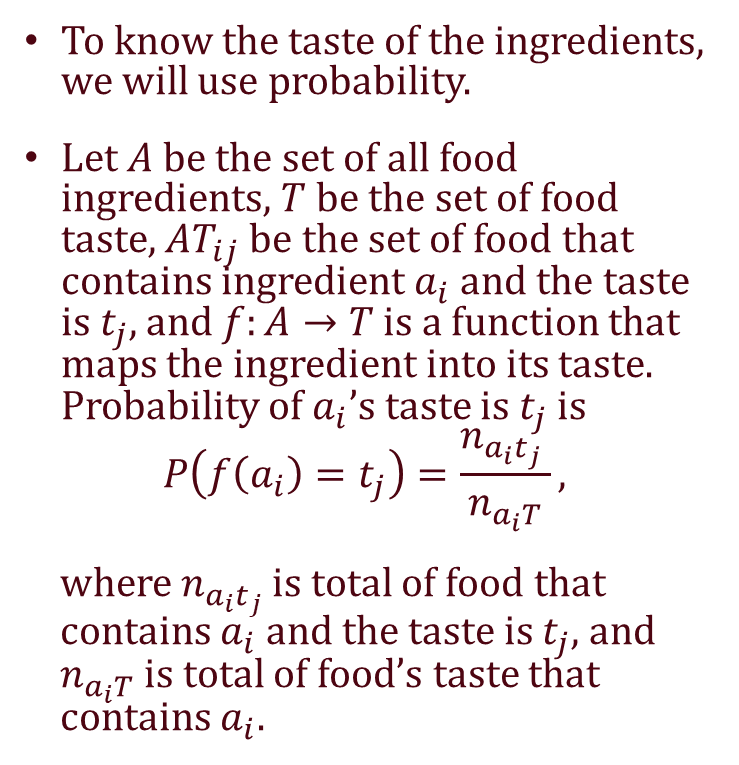 • To know the taste of the ingredients,
we will use probability.
• Let A be the set of all food
ingredients, T be the set of food
taste, AT_{ij} be the set of food that
contains ingredient a_i and the taste
is t_j, and f: A → T is a function that
maps the ingredient into its taste.
Probability of a_i's taste is t_j is
P(f(a_i) = t_j) = \frac{n_{a_i t_j}}{n_{a_i T}},
where n_{a_i t_j} is total of food that
contains a_i and the taste is t_j, and
n_{a_i T} is total of food's taste that
contains a_i.